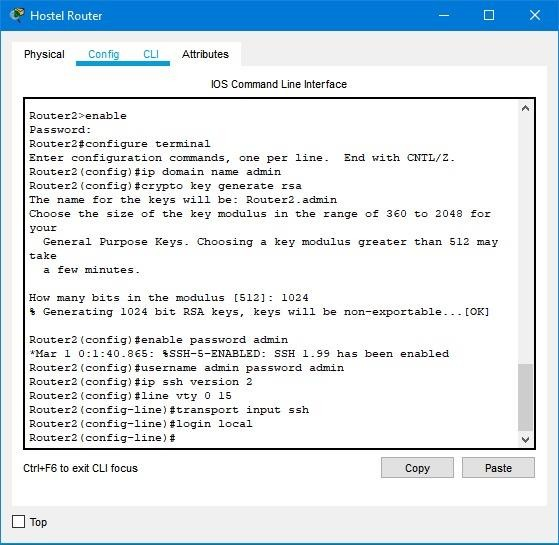 Hostel Router
Physical Config CLI Attributes
IOS Command Line Interface
Router2>enable
Password:
Router2#configure terminal
Enter configuration commands, one per line.  End with CNTL/Z.
Router2(config)#ip domain name admin
Router2(config)#crypto key generate rsa
The name for the keys will be: Router2.admin
Choose the size of the key modulus in the range of 360 to 2048 for
your
  General Purpose Keys. Choosing a key modulus greater than 512 may
take
  a few minutes.
How many bits in the modulus [512]: 1024
% Generating 1024 bit RSA keys, keys will be non-exportable...[OK]
Router2(config)#enable password admin
*Mar 1 0:1:40.865: %SSH-5-ENABLED: SSH 1.99 has been enabled
Router2(config)#username admin password admin
Router2(config)#ip ssh version 2
Router2(config)#line vty 0 15
Router2(config-line)#transport input ssh
Router2(config-line)#login local
Router2(config-line)#
Ctrl+F6 to exit CLI focus
Copy Paste
Top